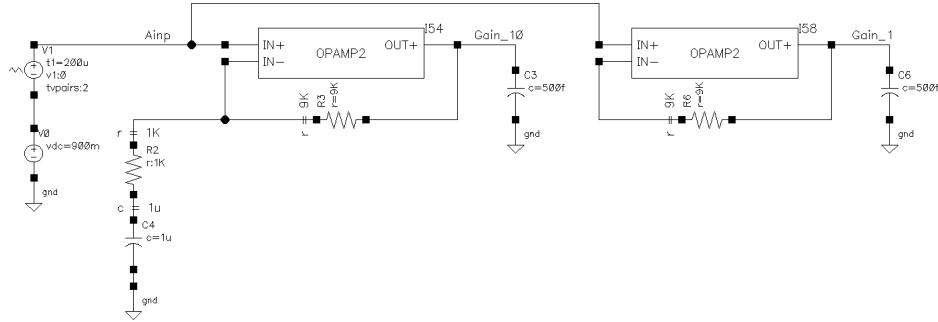 V1
t1=200u
v1:0
tvpairs:2
V0
vdc=900m
gnd
Ainp
I54
IN+
IN-
OPAMP2
OUT+
Gain_10
C3
c=500f
gnd
r 9K
R3
r=9K
r 1K
R2
r:1K
c 1u
C4
c=1u
gnd
I58
IN+
IN-
OPAMP2
OUT+
Gain_1
C6
c=500f
gnd
r 9K
R6
r=9K